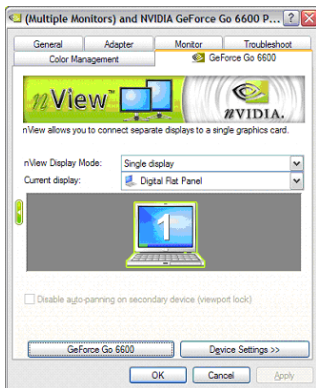 (Multiple Monitors) and NVIDIA GeForce Go 6600 P...
General Adapter Monitor Troubleshoot
Color Management GeForce Go 6600
nView™ nVIDIA.
nView allows you to connect separate displays to a single graphics card.
nView Display Mode: Single display
Current display: Digital Flat Panel
1
Disable auto-panning on secondary device (viewport lock)
GeForce Go 6600 Device Settings >>
OK Cancel Apply